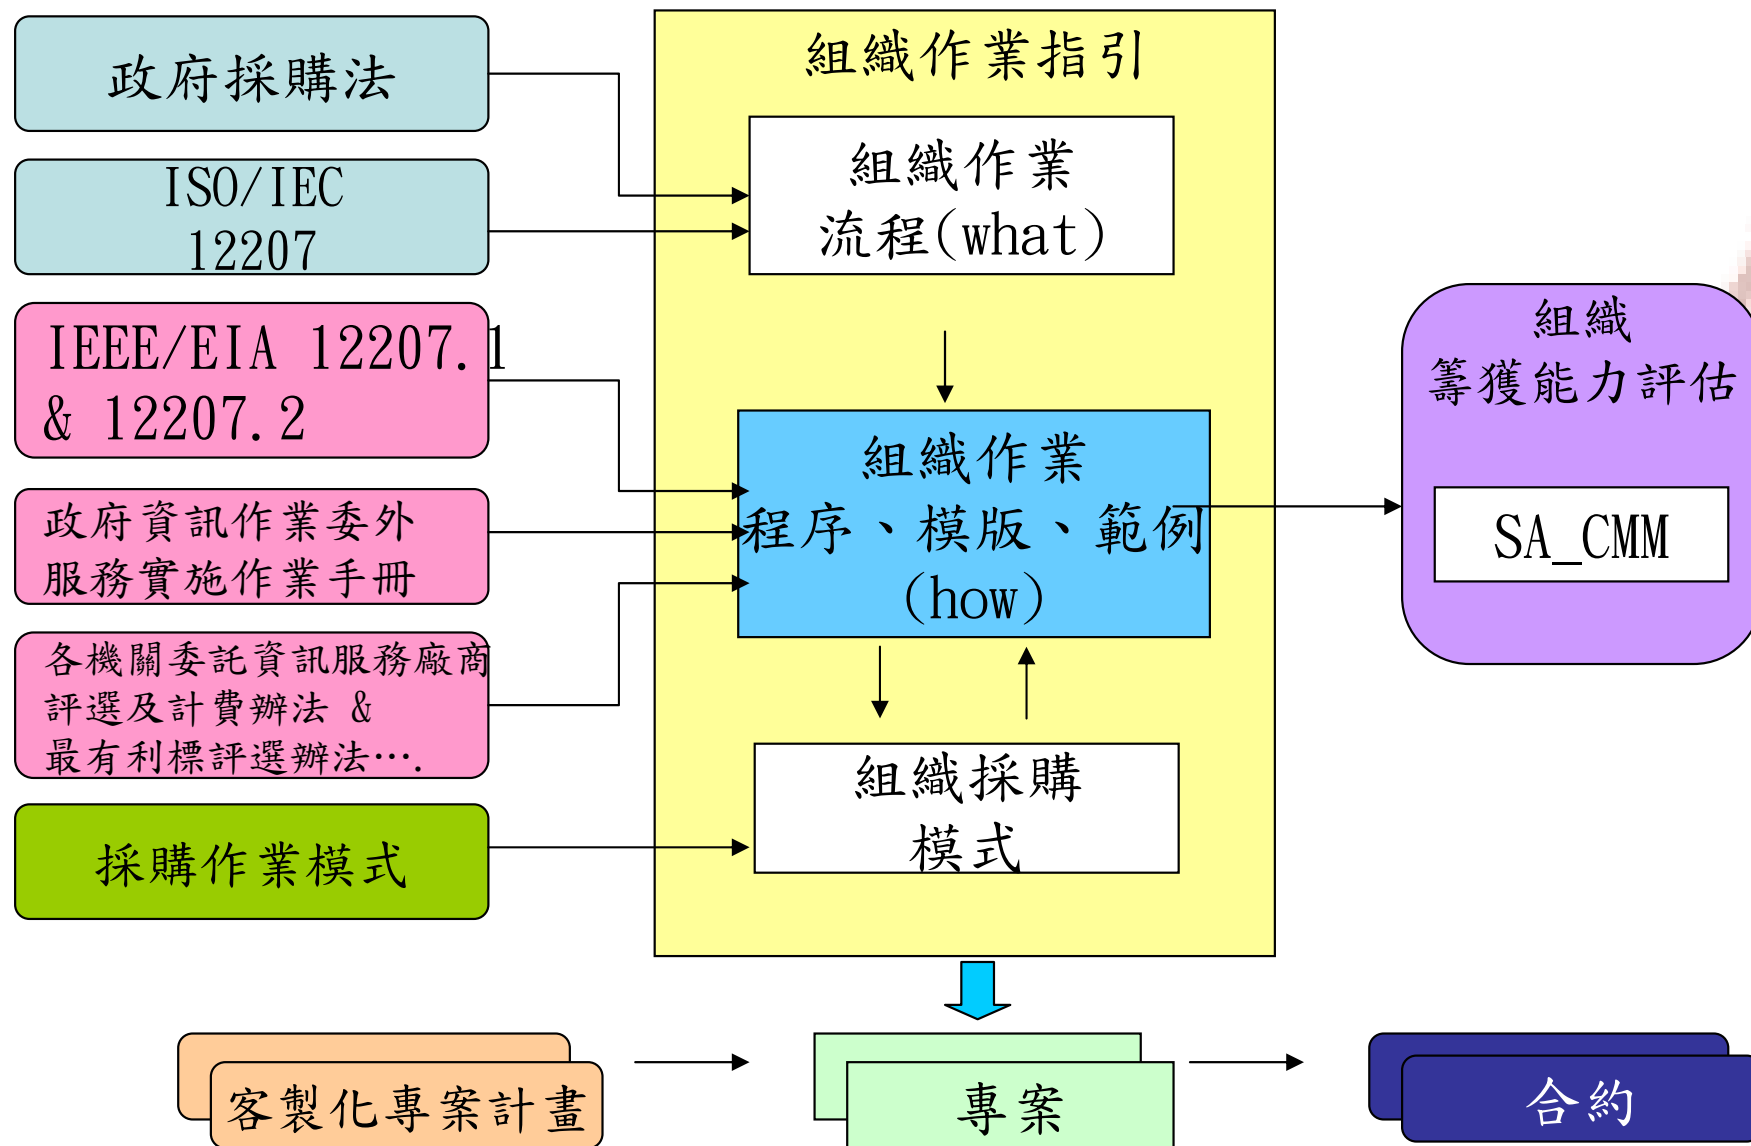 政府採購法
ISO/IEC
12207
IEEE/EIA 12207.1
& 12207.2
政府資訊作業委外
服務實施作業手冊
各機關委託資訊服務廠商
評選及計費辦法 &
最有利標評選辦法….
採購作業模式
組織作業指引
組織作業
流程(what)
組織作業
程序、模版、範例
(how)
組織採購
模式
組織
籌獲能力評估
SA_CMM
客製化專案計畫
專案
合約